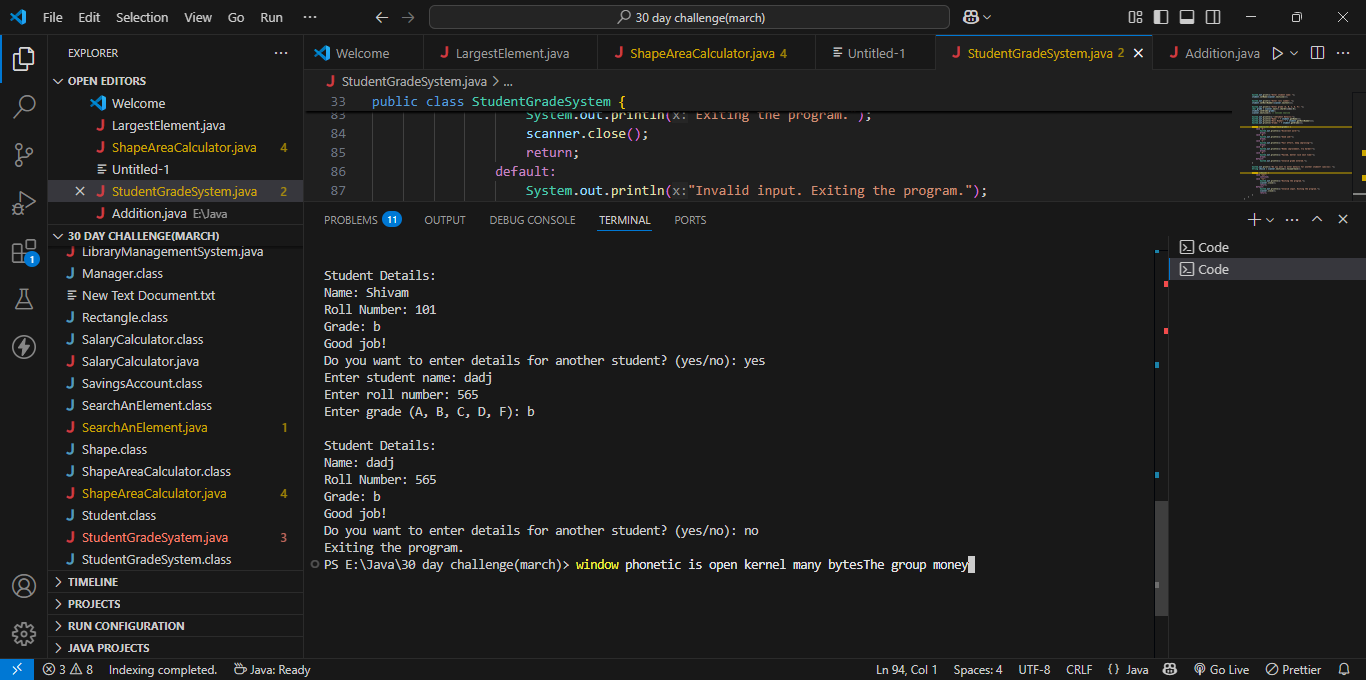 File Edit Selection View Go Run ···
30 day challenge(march)
EXPLORER
OPEN EDITORS
Welcome
LargestElement.java
ShapeAreaCalculator.java 4
Untitled-1
StudentGradeSystem.java 2
Addition.java E:\Java
30 DAY CHALLENGE(MARCH)
LibraryManagementSystem.java
Manager.class
New Text Document.txt
Rectangle.class
SalaryCalculator.class
SalaryCalculator.java
SavingsAccount.class
SearchAnElement.class
SearchAnElement.java 1
Shape.class
ShapeAreaCalculator.class
ShapeAreaCalculator.java 4
Student.class
StudentGradeSyatem.java 3
StudentGradeSystem.class
TIMELINE
PROJECTS
RUN CONFIGURATION
JAVA PROJECTS
Welcome LargestElement.java ShapeAreaCalculator.java 4 Untitled-1 StudentGradeSystem.java 2 Addition.java
StudentGradeSystem.java > ...
33 public class StudentGradeSystem {
83 System.out.println(x: Exiting the program. );
84 scanner.close();
85 return;
86 default:
87 System.out.println(x:"Invalid input. Exiting the program.");
PROBLEMS 11 OUTPUT DEBUG CONSOLE TERMINAL PORTS
Student Details:
Name: Shivam
Roll Number: 101
Grade: b
Good job!
Do you want to enter details for another student? (yes/no): yes
Enter student name: dadj
Enter roll number: 565
Enter grade (A, B, C, D, F): b
Student Details:
Name: dadj
Roll Number: 565
Grade: b
Good job!
Do you want to enter details for another student? (yes/no): no
Exiting the program.
PS E:\Java\30 day challenge(march)> window phonetic is open kernel many bytesThe group money
Code
Code
1
3 8 Indexing completed. Java: Ready
Ln 94, Col 1 Spaces: 4 UTF-8 CRLF {} Java Go Live Prettier